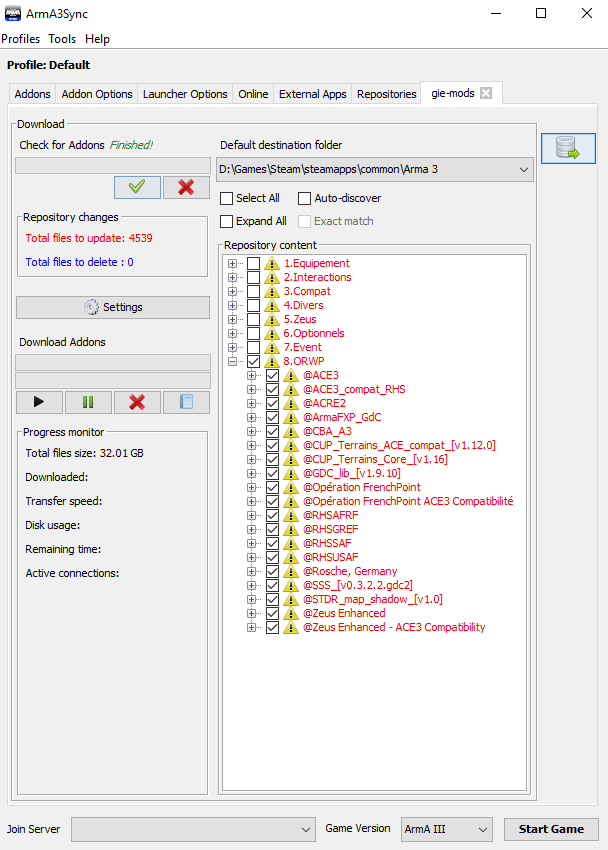 ArmA3Sync
Profiles Tools Help
Profile: Default
Addons Addon Options Launcher Options Online External Apps Repositories gie-mods
Download
Check for Addons Finished!
Default destination folder
D:\Games\Steam\steamapps\common\Arma 3
Select All Auto-discover
Expand All Exact match
Repository changes
Total files to update: 4539
Total files to delete : 0
Settings
Download Addons
Progress monitor
Total files size: 32.01 GB
Downloaded:
Transfer speed:
Disk usage:
Remaining time:
Active connections:
Repository content
1.Equipement
2.Interactions
3.Compat
4.Divers
5.Zeus
6.Optionnels
7.Event
8.ORWP
@ACE3
@ACE3_compat_RHS
@ACRE2
@ArmaFXP_GdC
@CBA_A3
@CUP_Terrains_ACE_compat_[v1.12.0]
@CUP_Terrains_Core_[v1.16]
@GDC_lib_[v1.9.10]
@Opération FrenchPoint
@Opération FrenchPoint ACE3 Compatibilité
@RHSAFRF
@RHSGREF
@RHSSAF
@RHSUSAF
@Rosche, Germany
@SSS_[v0.3.2.2.gdc2]
@STDR_map_shadow_[v1.0]
@Zeus Enhanced
@Zeus Enhanced - ACE3 Compatibility
Join Server Game Version ArmA III Start Game